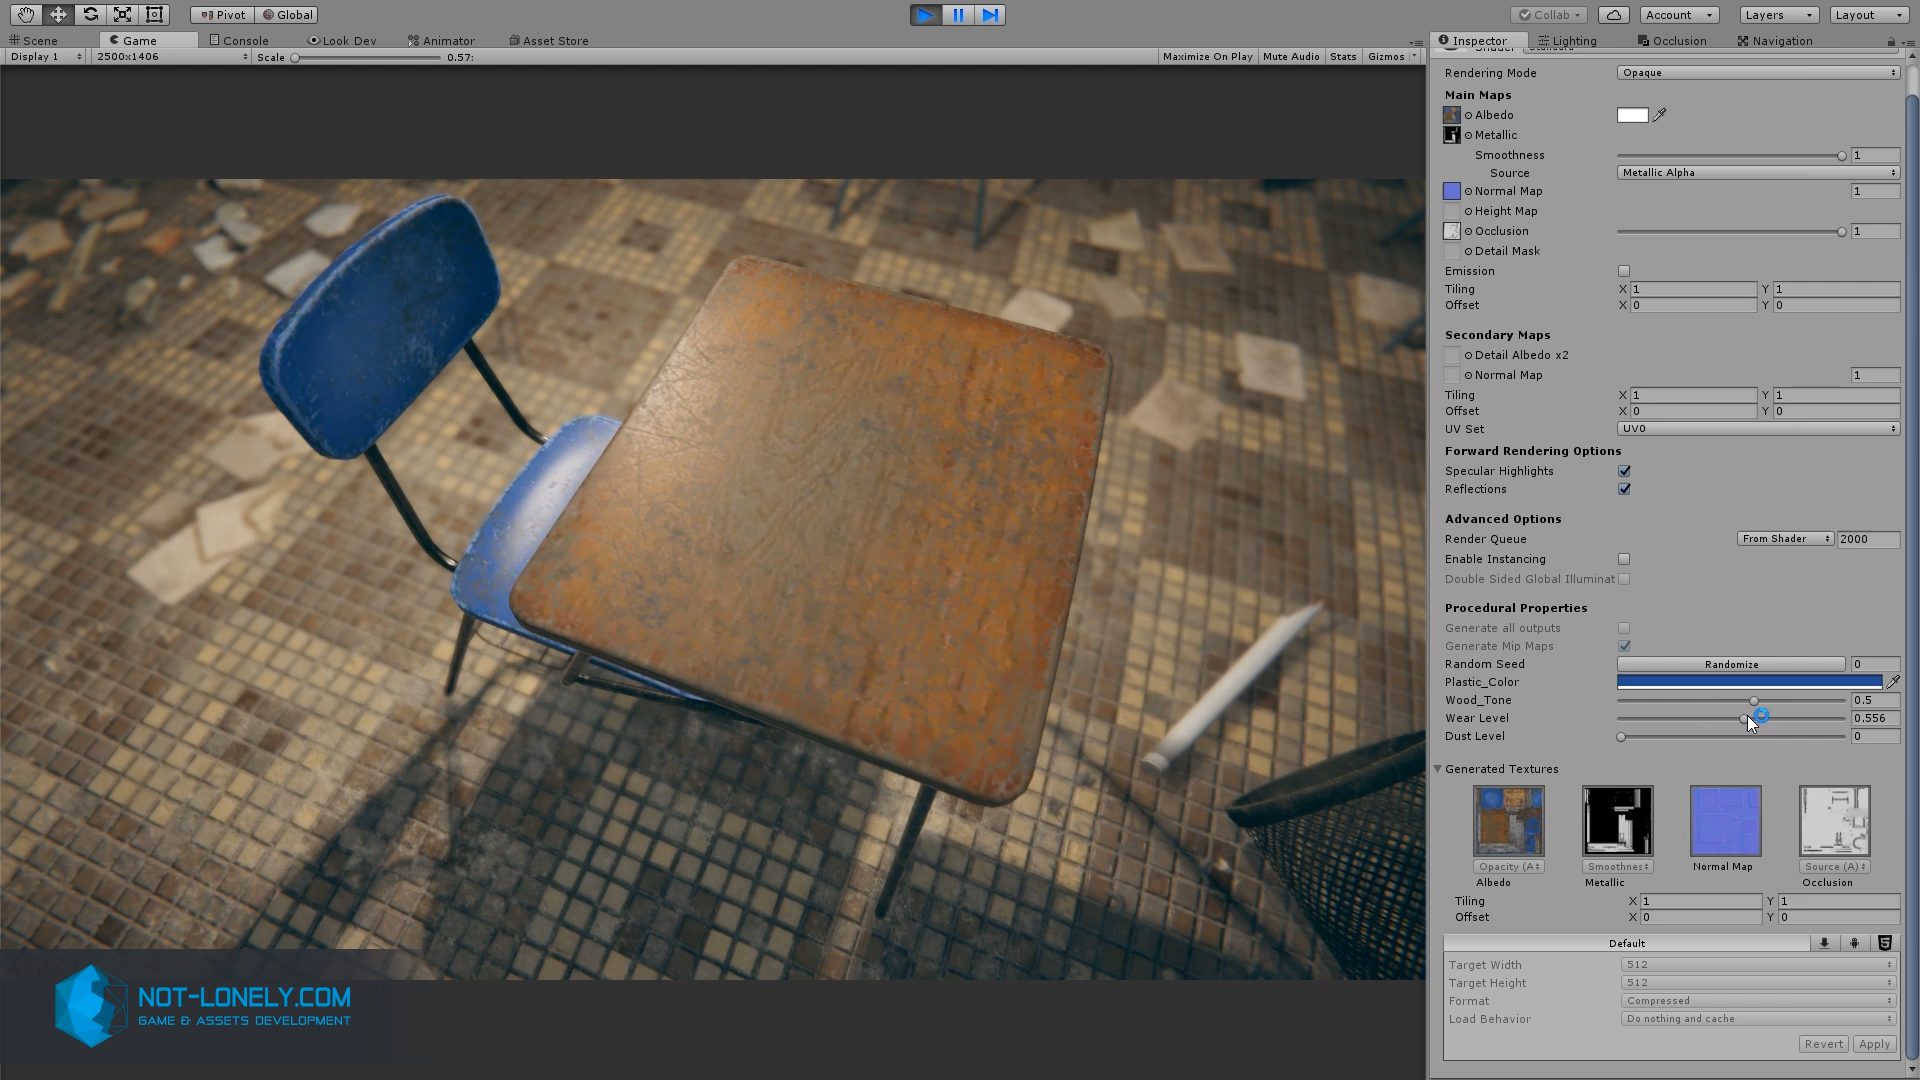 Pivot Global Collab Account Layers Layout
Scene Game Console Look Dev Animator Asset Store
Display 1 2500x1406 Scale 0.57: Maximize On Play Mute Audio Stats Gizmos
Inspector Lighting Occlusion Navigation
Shader Standard
Rendering Mode Opaque
Main Maps
Albedo
Metallic
Smoothness 1
Source Metallic Alpha
Normal Map 1
Height Map
Occlusion 1
Detail Mask
Emission
Tiling X 1 Y 1
Offset X 0 Y 0
Secondary Maps
Detail Albedo x2
Normal Map 1
Tiling X 1 Y 1
Offset X 0 Y 0
UV Set UV0
Forward Rendering Options
Specular Highlights
Reflections
Advanced Options
Render Queue From Shader 2000
Enable Instancing
Double Sided Global Illuminat
Procedural Properties
Generate all outputs
Generate Mip Maps
Random Seed Randomize 0
Plastic_Color
Wood_Tone 0.5
Wear Level 0.556
Dust Level 0
Generated Textures
Opacity (A Smoothnes Normal Map Source (A)
Albedo Metallic Occlusion
Tiling X 1 Y 1
Offset X 0 Y 0
Default
Target Width 512
Target Height 512
Format Compressed
Load Behavior Do nothing and cache
Revert Apply
NOT-LONELY.COM
GAME & ASSETS DEVELOPMENT